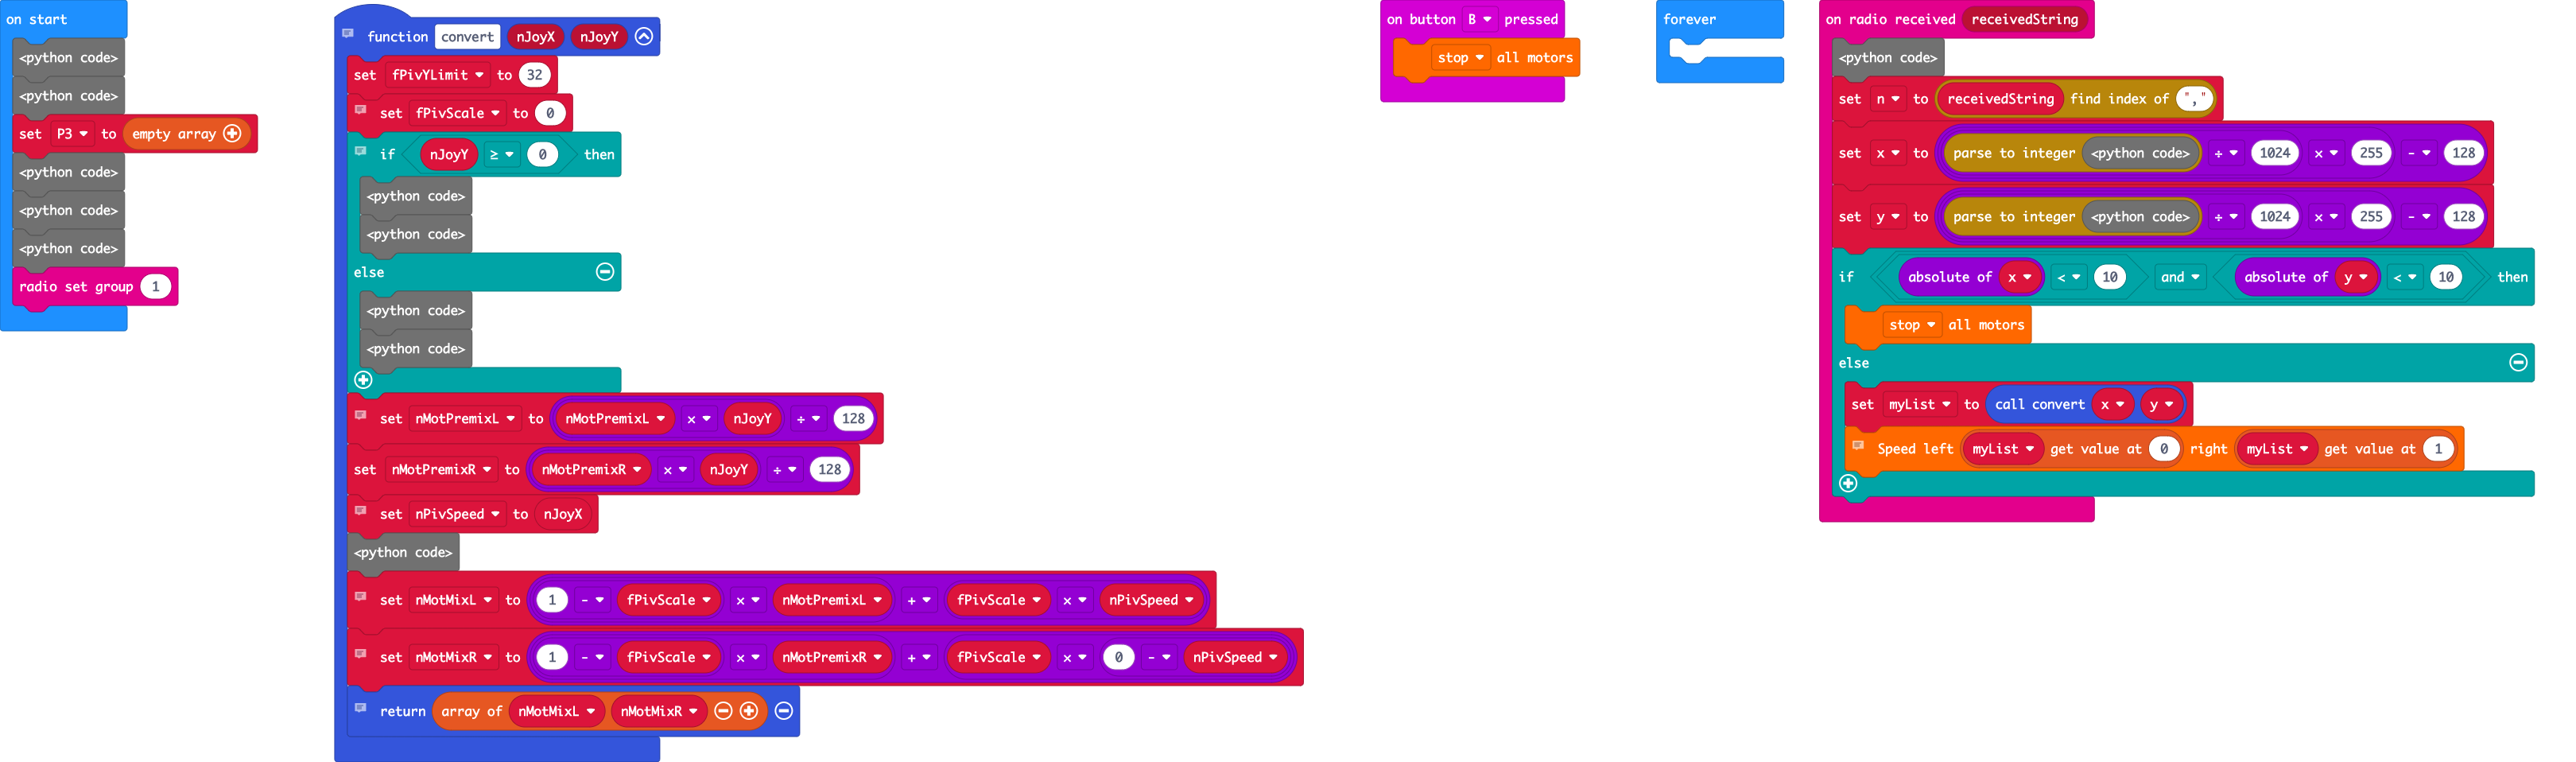 on start
<python code>
<python code>
set P3 to empty array
<python code>
<python code>
<python code>
radio set group 1
function convert nJoyX nJoyY
set fPivYLimit to 32
set fPivScale to 0
if nJoyY ≥ 0 then
<python code>
<python code>
else
<python code>
<python code>
set nMotPremixL to nMotPremixL × nJoyY ÷ 128
set nMotPremixR to nMotPremixR × nJoyY ÷ 128
set nPivSpeed to nJoyX
<python code>
set nMotMixL to 1 - fPivScale × nMotPremixL + fPivScale × nPivSpeed
set nMotMixR to 1 - fPivScale × nMotPremixR + fPivScale × 0 - nPivSpeed
return array of nMotMixL nMotMixR
on button B pressed
stop all motors
forever
on radio received receivedString
<python code>
set n to receivedString find index of ","
set x to parse to integer <python code> ÷ 1024 × 255 - 128
set y to parse to integer <python code> ÷ 1024 × 255 - 128
if absolute of x < 10 and absolute of y < 10 then
stop all motors
else
set myList to call convert x y
Speed left myList get value at 0 right myList get value at 1